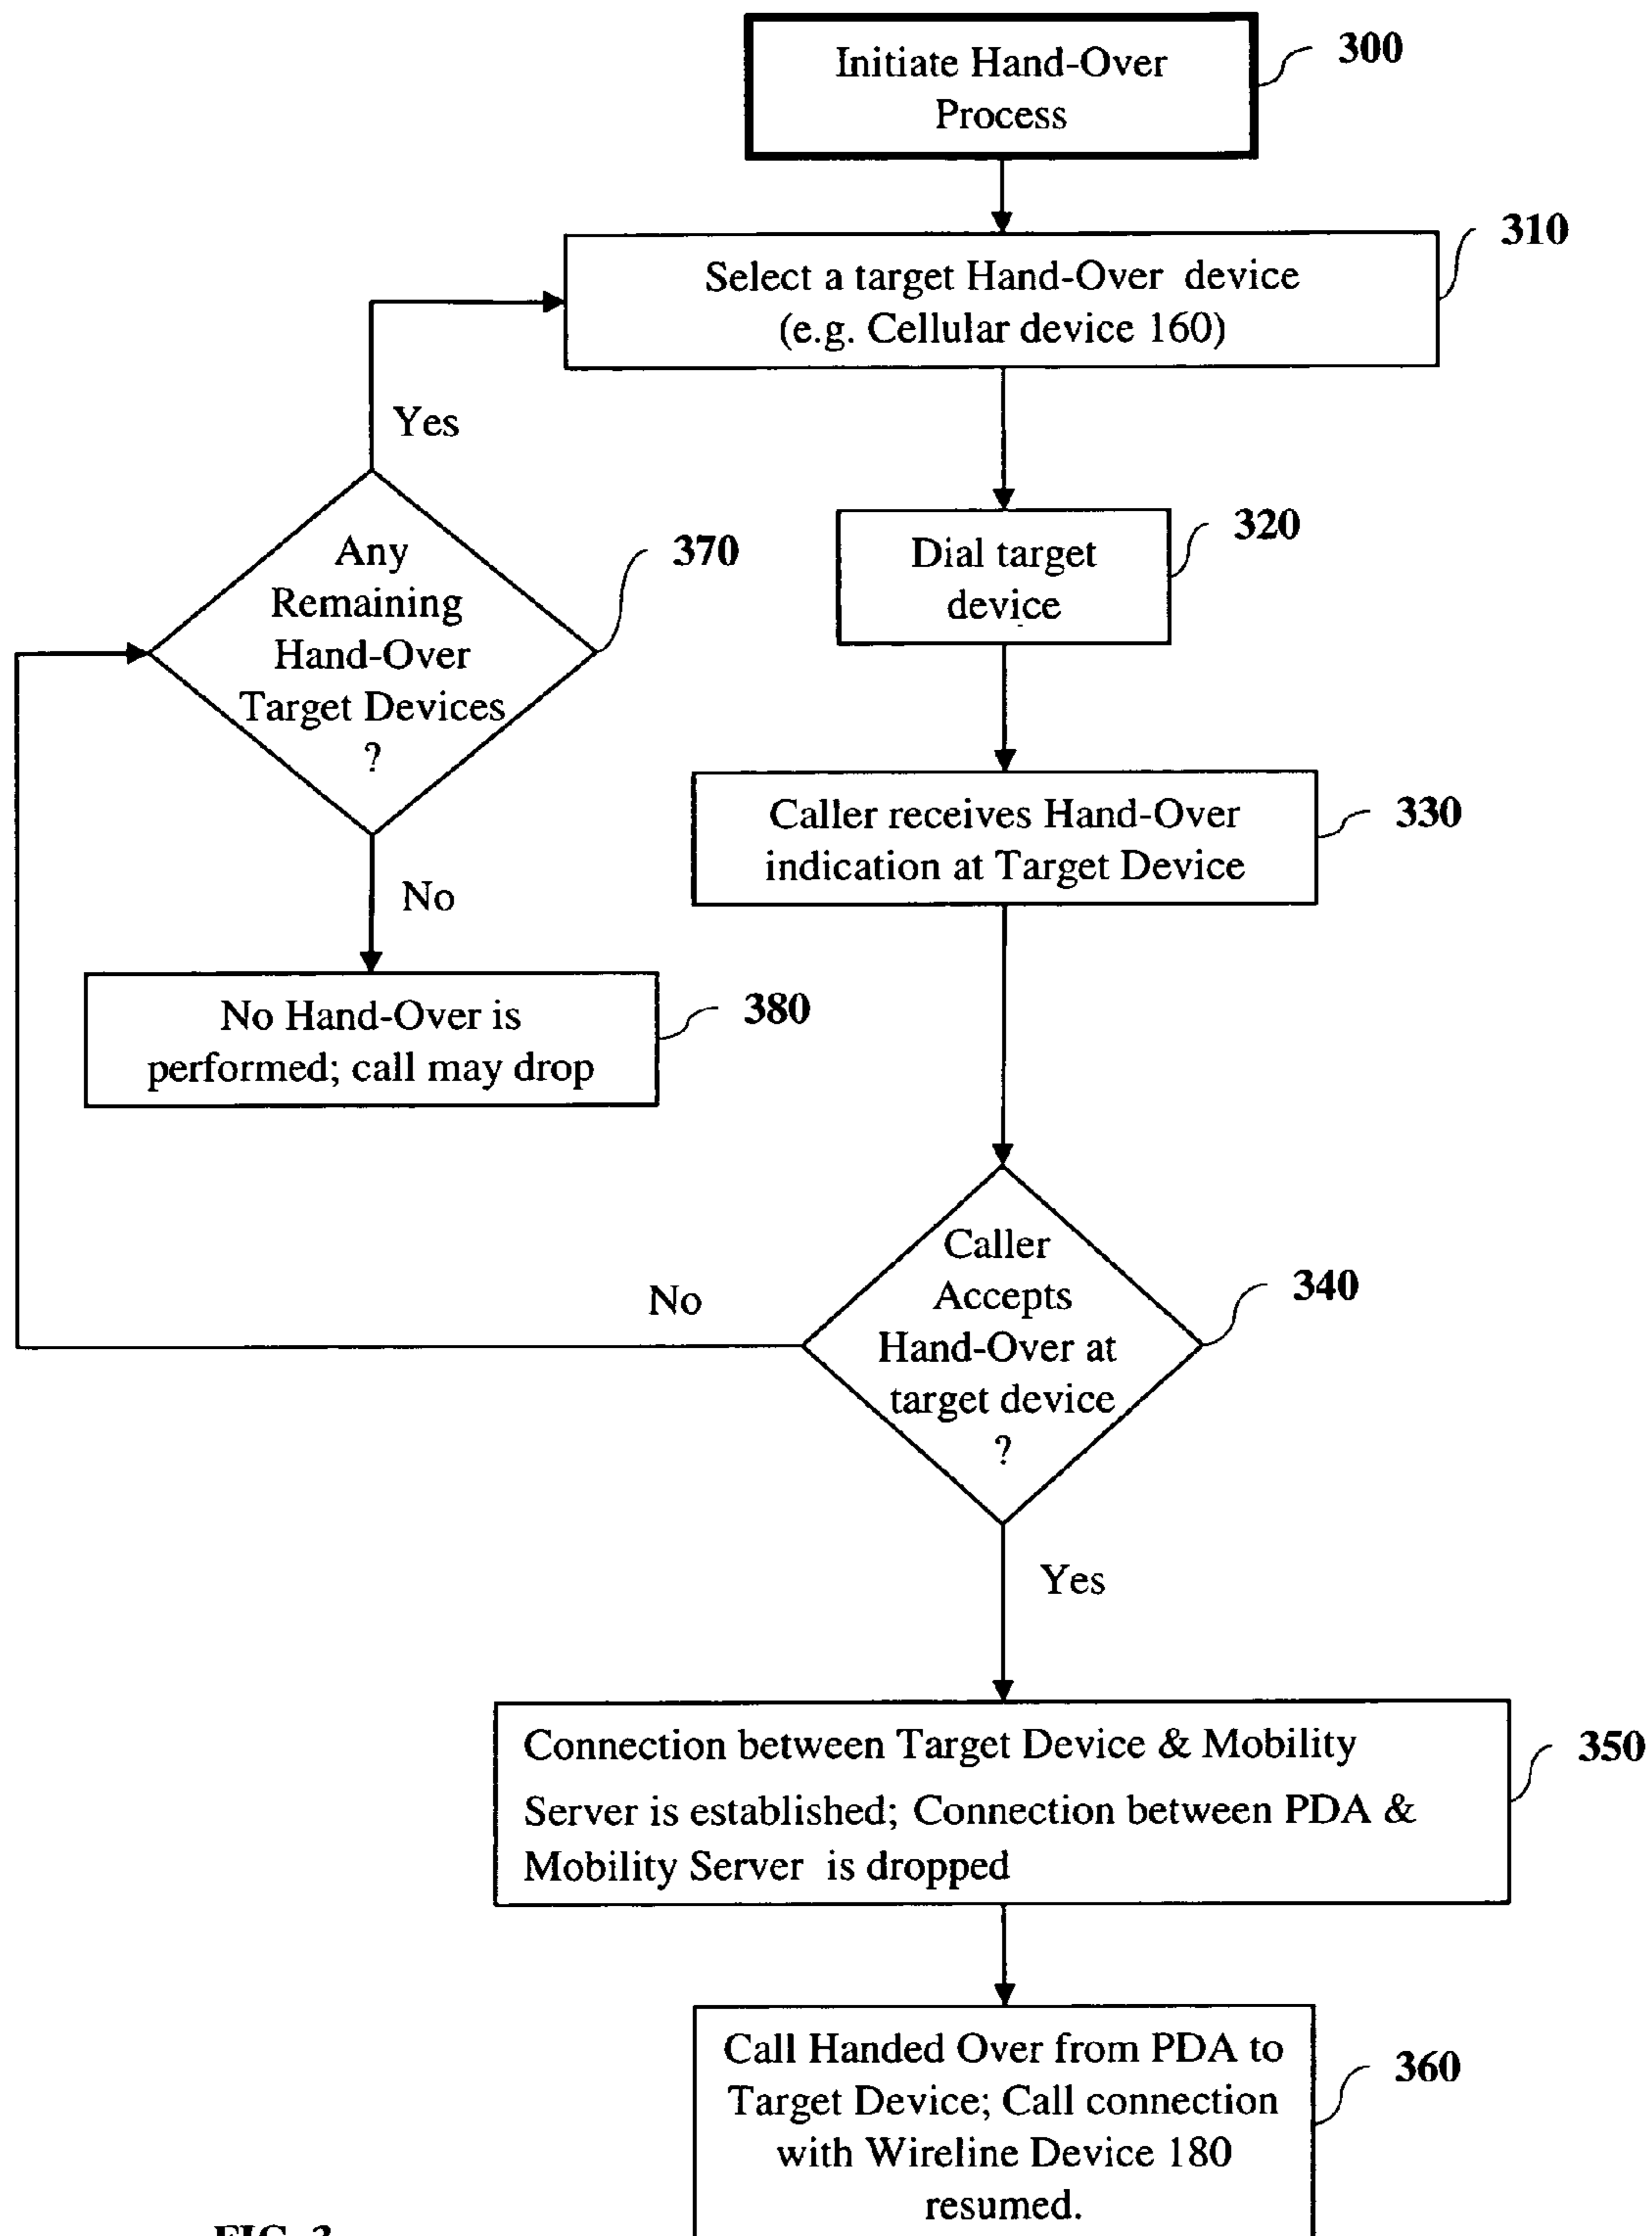 Initiate Hand-Over
Process
300
Select a target Hand-Over device
(e.g. Cellular device 160)
310
Yes
Any
Remaining
Hand-Over
Target Devices
?
370
Dial target
device
320
Caller receives Hand-Over
indication at Target Device
330
No
No Hand-Over is
performed; call may drop
380
Caller
Accepts
Hand-Over at
target device
?
340
No
Yes
Connection between Target Device & Mobility
Server is established; Connection between PDA &
Mobility Server is dropped
350
Call Handed Over from PDA to
Target Device; Call connection
with Wireline Device 180
resumed.
360
FIG. 3